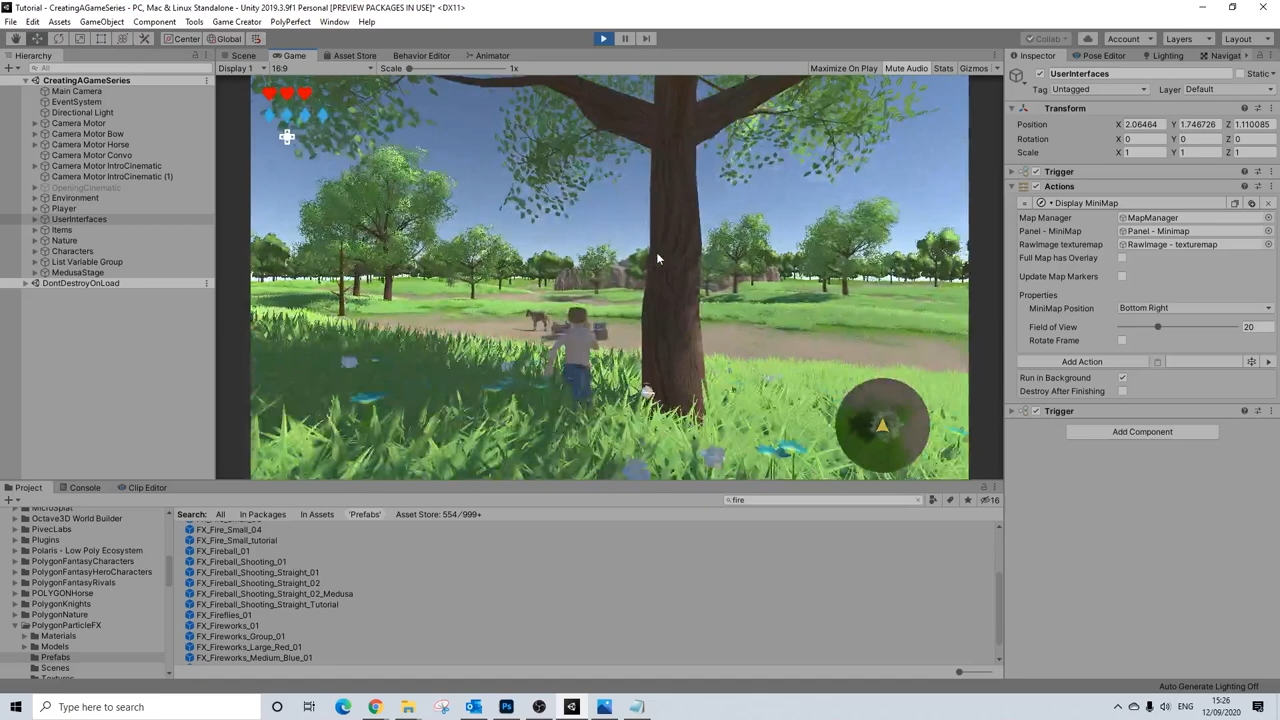 Tutorial - CreatingAGameSeries - PC, Mac & Linux Standalone - Unity 2019.3.9f1 Personal [PREVIEW PACKAGES IN USE]* <DX11>
File Edit Assets GameObject Component Tools Game Creator PolyPerfect Window Help
Center Global Collab Account Layers Layout
Hierarchy
All
CreatingAGameSeries
Main Camera
EventSystem
Directional Light
Camera Motor
Camera Motor Bow
Camera Motor Horse
Camera Motor Convo
Camera Motor IntroCinematic
Camera Motor IntroCinematic (1)
OpeningCinematic
Environment
Player
UserInterfaces
Items
Nature
Characters
List Variable Group
MedusaStage
DontDestroyOnLoad
Scene Game Asset Store Behavior Editor Animator
Display 1 16:9 Scale 1x Maximize On Play Mute Audio Stats Gizmos
Inspector Pose Editor Lighting Navigat
UserInterfaces Static
Tag Untagged Layer Default
Transform
Position X 2.06464 Y 1.746726 Z 1.110085
Rotation X 0 Y 0 Z 0
Scale X 1 Y 1 Z 1
Trigger
Actions
Display MiniMap
Map Manager MapManager
Panel - MiniMap Panel - Minimap
RawImage texturemap RawImage - texturemap
Full Map has Overlay
Update Map Markers
Properties
MiniMap Position Bottom Right
Field of View 20
Rotate Frame
Add Action
Run in Background
Destroy After Finishing
Trigger
Add Component
Project Console Clip Editor
fire 16
MicroSplat
Octave3D World Builder
PivecLabs
Plugins
Polaris - Low Poly Ecosystem
PolygonFantasyCharacters
PolygonFantasyHeroCharacters
PolygonFantasyRivals
POLYGONHorse
PolygonKnights
PolygonNature
PolygonParticleFX
Materials
Models
Prefabs
Scenes
Textures
Search: All In Packages In Assets 'Prefabs' Asset Store: 554/999+
FX_Fire_Small_04
FX_Fire_Small_tutorial
FX_Fireball_01
FX_Fireball_Shooting_01
FX_Fireball_Shooting_Straight_01
FX_Fireball_Shooting_Straight_02
FX_Fireball_Shooting_Straight_02_Medusa
FX_Fireball_Shooting_Straight_Tutorial
FX_Fireflies_01
FX_Fireworks_01
FX_Fireworks_Group_01
FX_Fireworks_Large_Red_01
FX_Fireworks_Medium_Blue_01
Auto Generate Lighting Off
Type here to search
ENG
15:26
12/09/2020